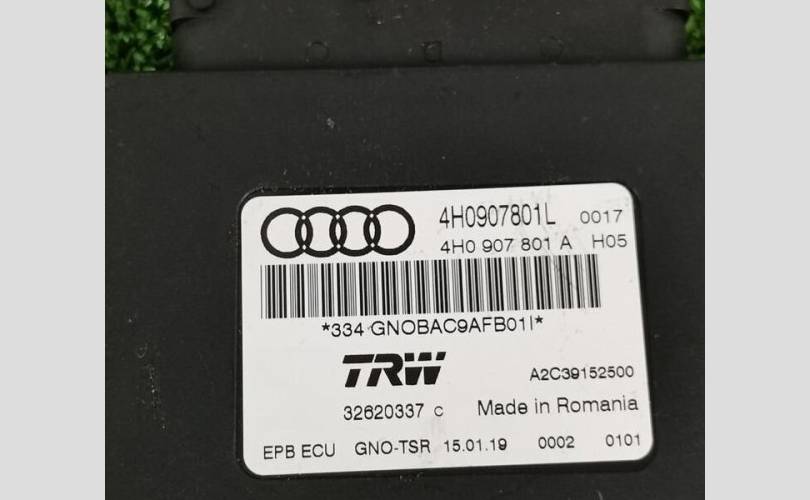 4H0907801L 0017
4H0 907 801 A H05
*334 GNOBAC9AFB01I*
TRW A2C39152500
32620337 C Made in Romania
EPB ECU GNO-TSR 15.01.19 0002 0101